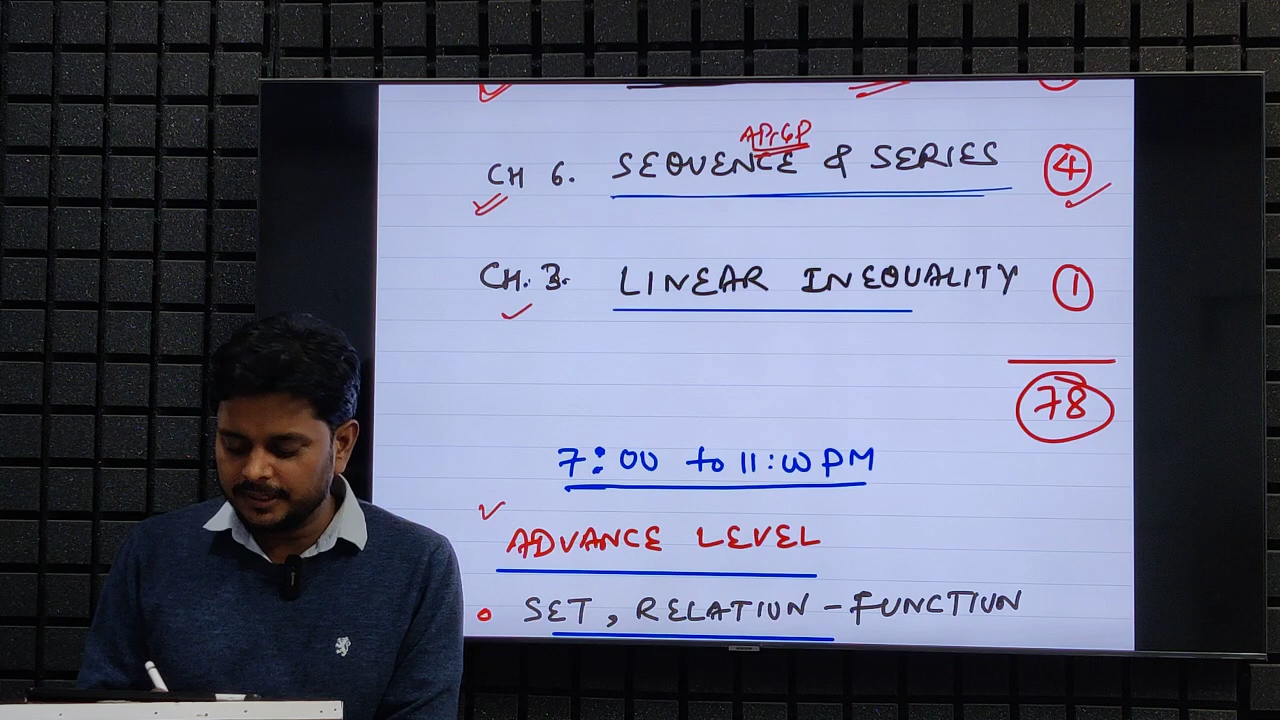 AP, GP
CH 6. SEQUENCE & SERIES 4
CH. 3. LINEAR INEQUALITY 1
78
7:00 to 11:00 PM
ADVANCE LEVEL
SET, RELATION - FUNCTION